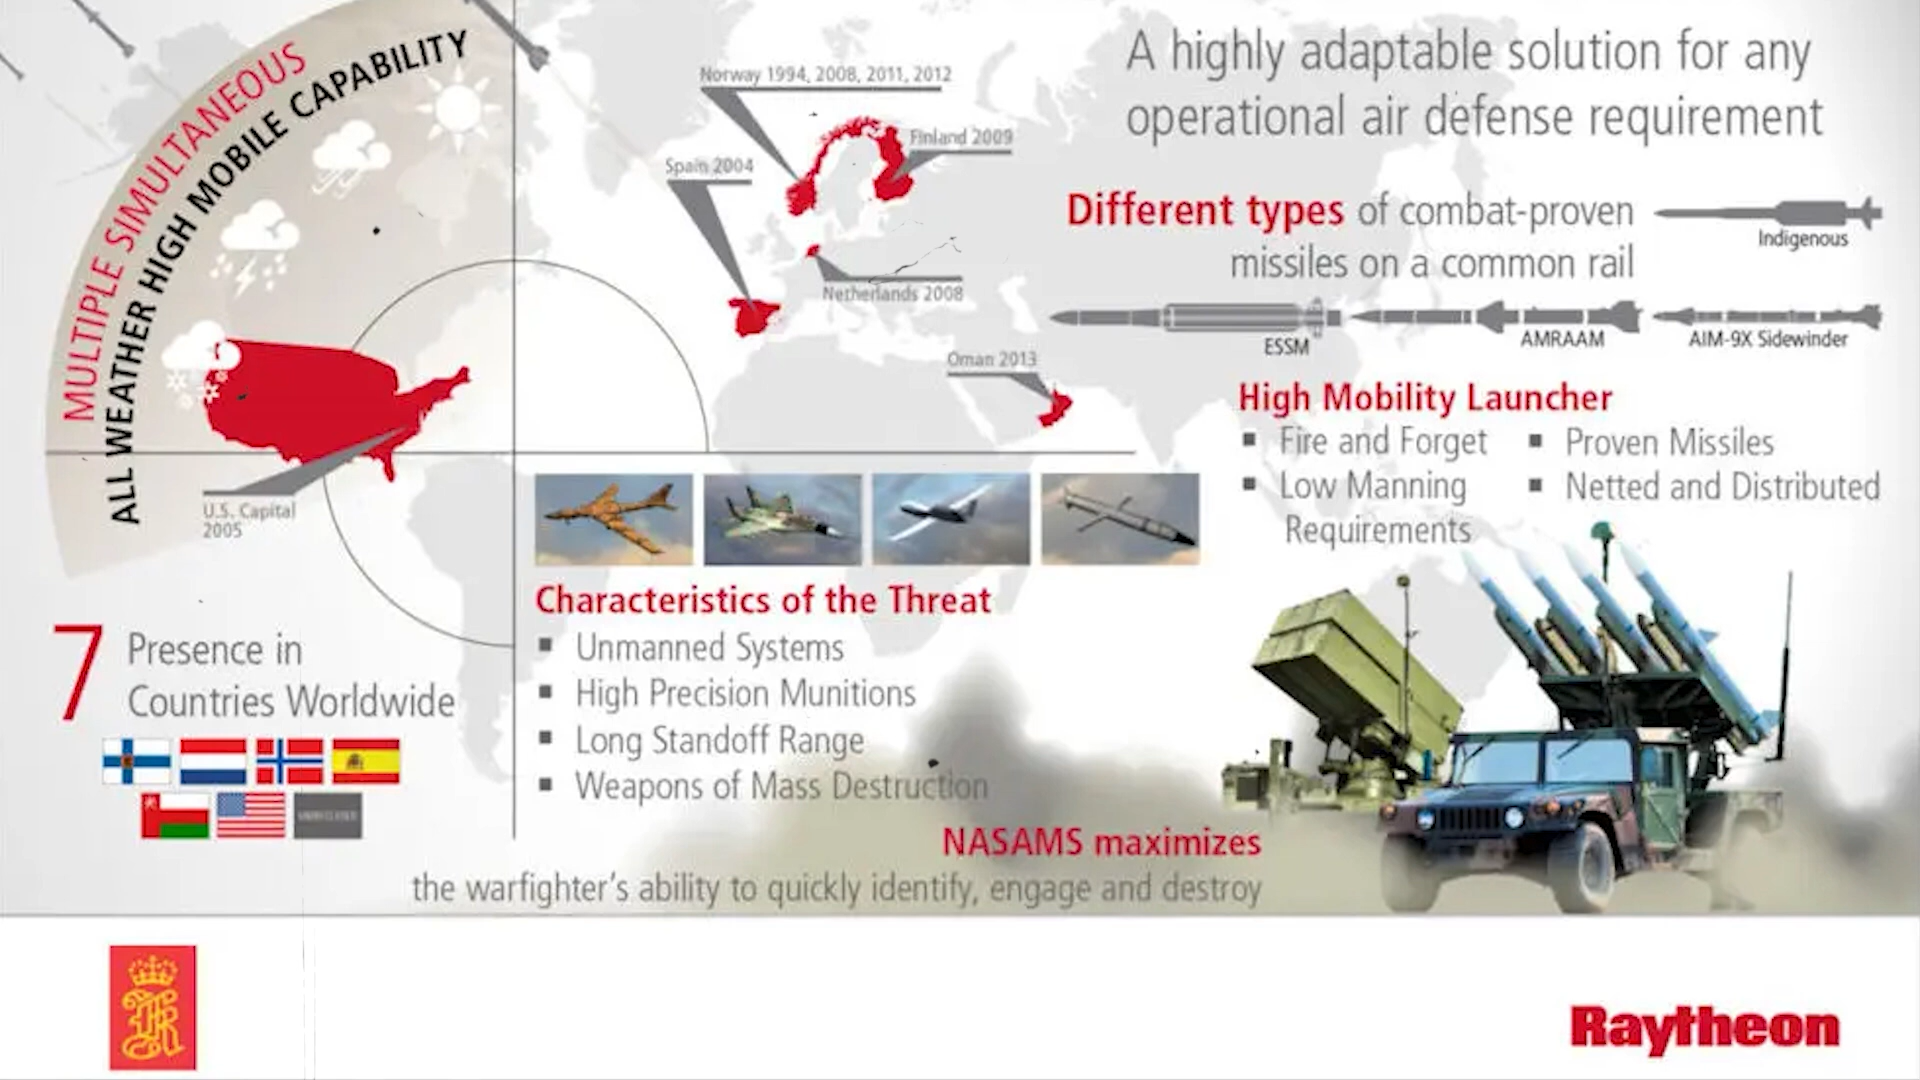 MULTIPLE SIMULTANEOUS
ALL WEATHER HIGH MOBILE CAPABILITY
Norway 1994, 2008, 2011, 2012
Finland 2009
Spain 2004
Netherlands 2008
Oman 2013
U.S. Capital
2005
A highly adaptable solution for any
operational air defense requirement
Different types of combat-proven
missiles on a common rail
Indigenous
ESSM
AMRAAM
AIM-9X Sidewinder
High Mobility Launcher
▪ Fire and Forget
▪ Low Manning
Requirements
▪ Proven Missiles
▪ Netted and Distributed
7 Presence in
Countries Worldwide
Characteristics of the Threat
▪ Unmanned Systems
▪ High Precision Munitions
▪ Long Standoff Range
▪ Weapons of Mass Destruction
NASAMS maximizes
the warfighter's ability to quickly identify, engage and destroy
Raytheon